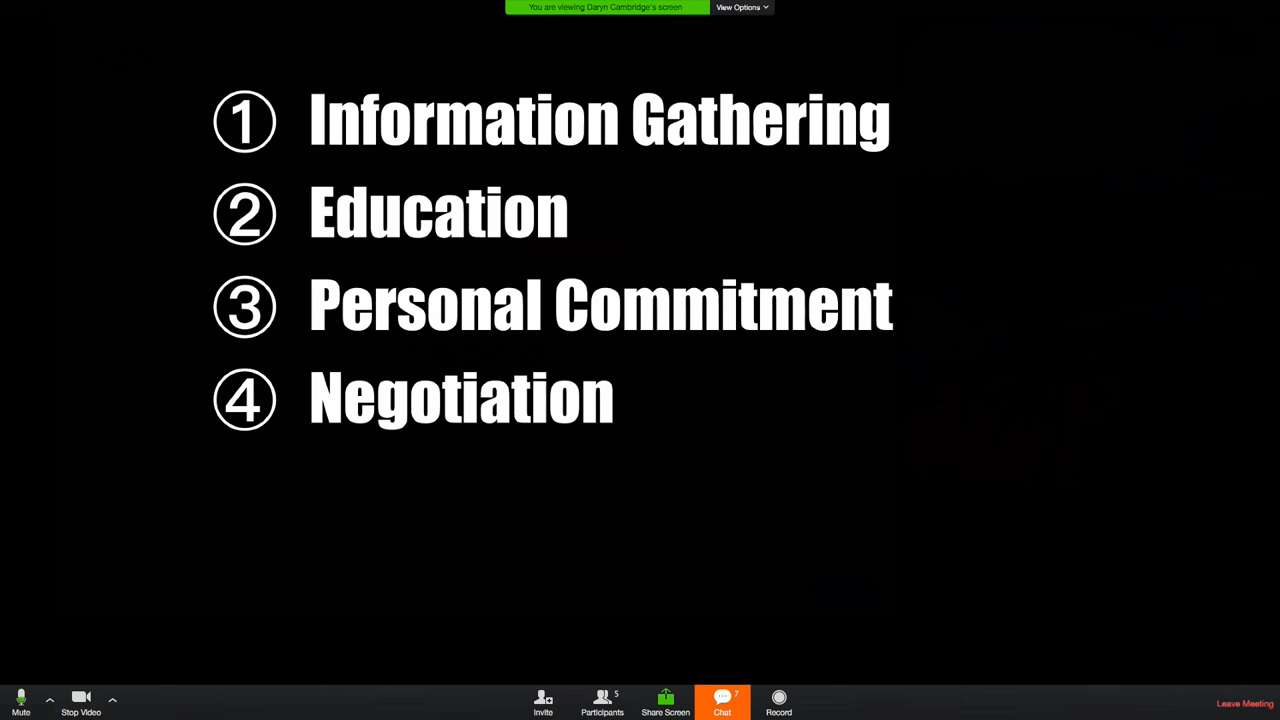 You are viewing Daryn Cambridge's screen View Options
① Information Gathering
② Education
③ Personal Commitment
④ Negotiation
5 7
Mute Stop Video Invite Participants Share Screen Chat Record Leave Meeting